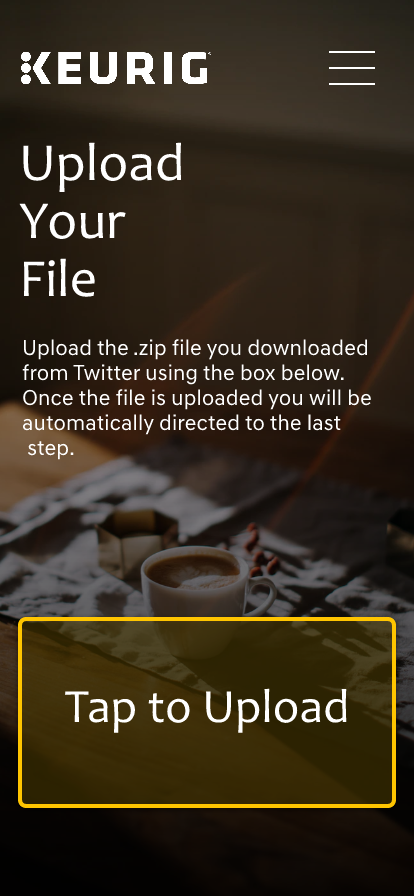 KEURIG
Upload
Your
File
Upload the .zip file you downloaded
from Twitter using the box below.
Once the file is uploaded you will be
automatically directed to the last
step.
Tap to Upload